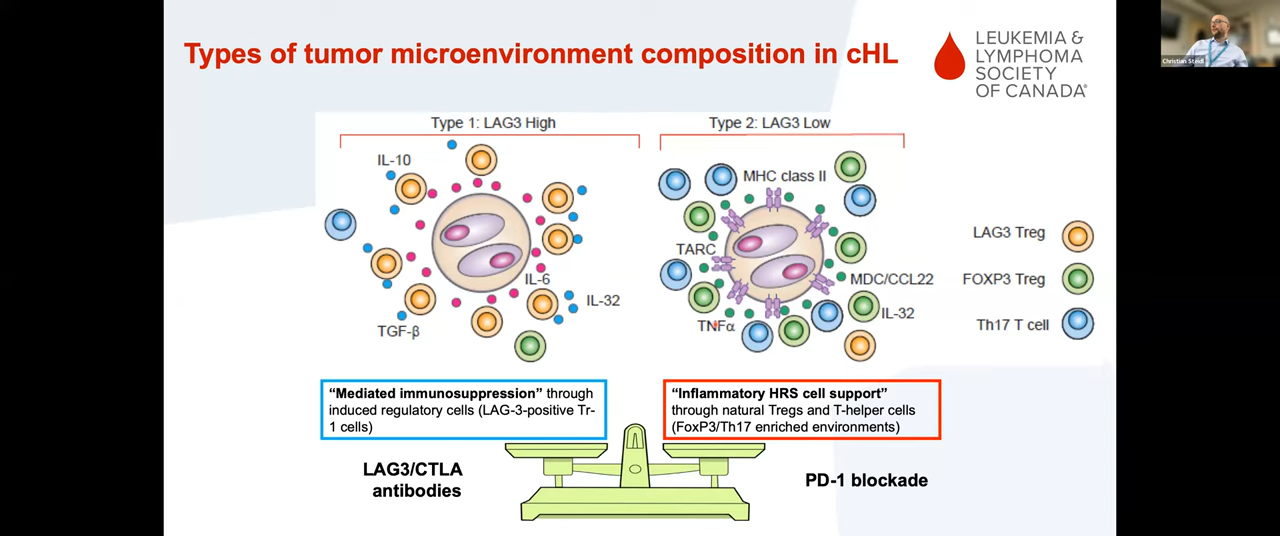 Types of tumor microenvironment composition in cHL
LEUKEMIA &
LYMPHOMA
SOCIETY
OF CANADA®
Christian Steidl
Type 1: LAG3 High
IL-10
IL-6
IL-32
TGF-β
Type 2: LAG3 Low
MHC class II
TARC
MDC/CCL22
IL-32
TNFα
LAG3 Treg
FOXP3 Treg
Th17 T cell
“Mediated immunosuppression” through
induced regulatory cells (LAG-3-positive Tr-
1 cells)
“Inflammatory HRS cell support”
through natural Tregs and T-helper cells
(FoxP3/Th17 enriched environments)
LAG3/CTLA
antibodies
PD-1 blockade